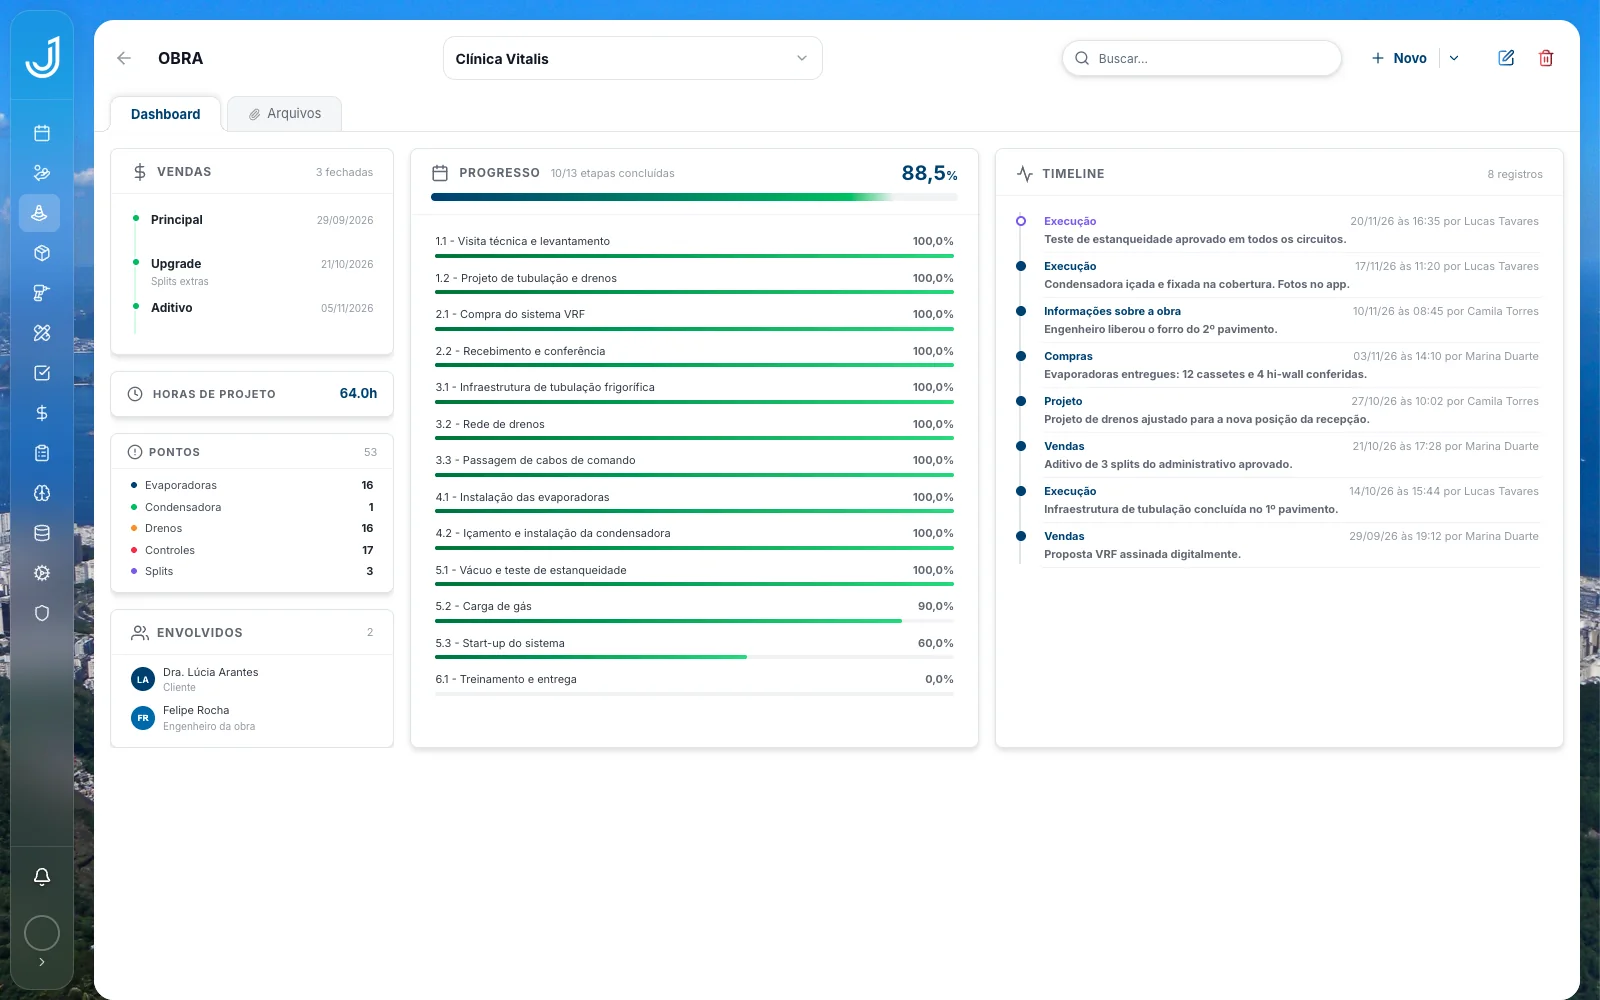 OBRA
Clínica Vitalis
Buscar...
Novo
Dashboard
Arquivos
VENDAS
3 fechadas
Principal
29/09/2026
Upgrade
21/10/2026
Splits extras
Aditivo
05/11/2026
HORAS DE PROJETO
64.0h
PONTOS
53
Evaporadoras
16
Condensadora
1
Drenos
16
Controles
17
Splits
3
ENVOLVIDOS
2
LA
Dra. Lúcia Arantes
Cliente
FR
Felipe Rocha
Engenheiro da obra
PROGRESSO
10/13 etapas concluídas
88,5%
1.1 - Visita técnica e levantamento
100,0%
1.2 - Projeto de tubulação e drenos
100,0%
2.1 - Compra do sistema VRF
100,0%
2.2 - Recebimento e conferência
100,0%
3.1 - Infraestrutura de tubulação frigorífica
100,0%
3.2 - Rede de drenos
100,0%
3.3 - Passagem de cabos de comando
100,0%
4.1 - Instalação das evaporadoras
100,0%
4.2 - Içamento e instalação da condensadora
100,0%
5.1 - Vácuo e teste de estanqueidade
100,0%
5.2 - Carga de gás
90,0%
5.3 - Start-up do sistema
60,0%
6.1 - Treinamento e entrega
0,0%
TIMELINE
8 registros
Execução
20/11/26 às 16:35 por Lucas Tavares
Teste de estanqueidade aprovado em todos os circuitos.
Execução
17/11/26 às 11:20 por Lucas Tavares
Condensadora içada e fixada na cobertura. Fotos no app.
Informações sobre a obra
10/11/26 às 08:45 por Camila Torres
Engenheiro liberou o forro do 2º pavimento.
Compras
03/11/26 às 14:10 por Marina Duarte
Evaporadoras entregues: 12 cassetes e 4 hi-wall conferidas.
Projeto
27/10/26 às 10:02 por Camila Torres
Projeto de drenos ajustado para a nova posição da recepção.
Vendas
21/10/26 às 17:28 por Marina Duarte
Aditivo de 3 splits do administrativo aprovado.
Execução
14/10/26 às 15:44 por Lucas Tavares
Infraestrutura de tubulação concluída no 1º pavimento.
Vendas
29/09/26 às 19:12 por Marina Duarte
Proposta VRF assinada digitalmente.